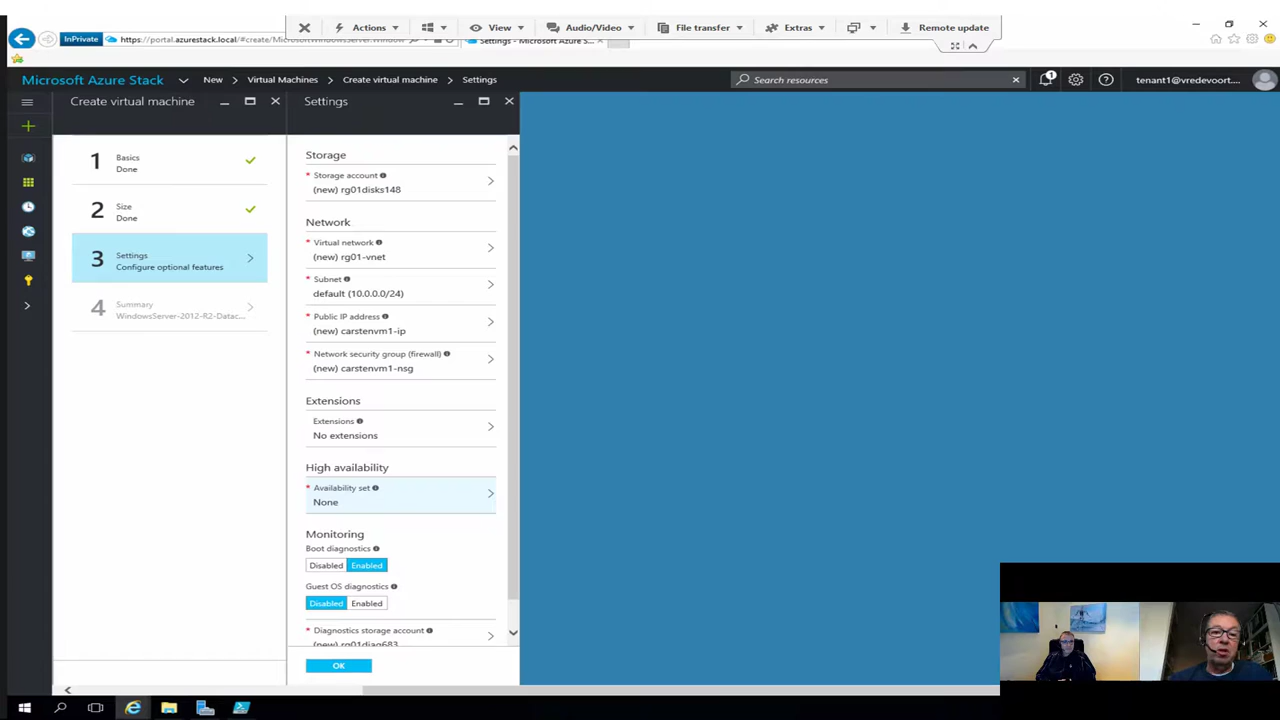 Actions
View
Audio/Video
File transfer
Extras
Remote update
InPrivate
https://portal.azurestack.local/#create/MicrosoftWindowsServer.Window
Settings - Microsoft Azure S...
Microsoft Azure Stack
New
Virtual Machines
Create virtual machine
Settings
Search resources
1
tenant1@vredevoort....
Create virtual machine
1
Basics
Done
2
Size
Done
3
Settings
Configure optional features
4
Summary
WindowsServer-2012-R2-Datac...
Settings
Storage
* Storage account
(new) rg01disks148
Network
* Virtual network
(new) rg01-vnet
* Subnet
default (10.0.0.0/24)
* Public IP address
(new) carstenvm1-ip
* Network security group (firewall)
(new) carstenvm1-nsg
Extensions
Extensions
No extensions
High availability
* Availability set
None
Monitoring
Boot diagnostics
Disabled Enabled
Guest OS diagnostics
Disabled Enabled
* Diagnostics storage account
(new) rg01diag683
OK